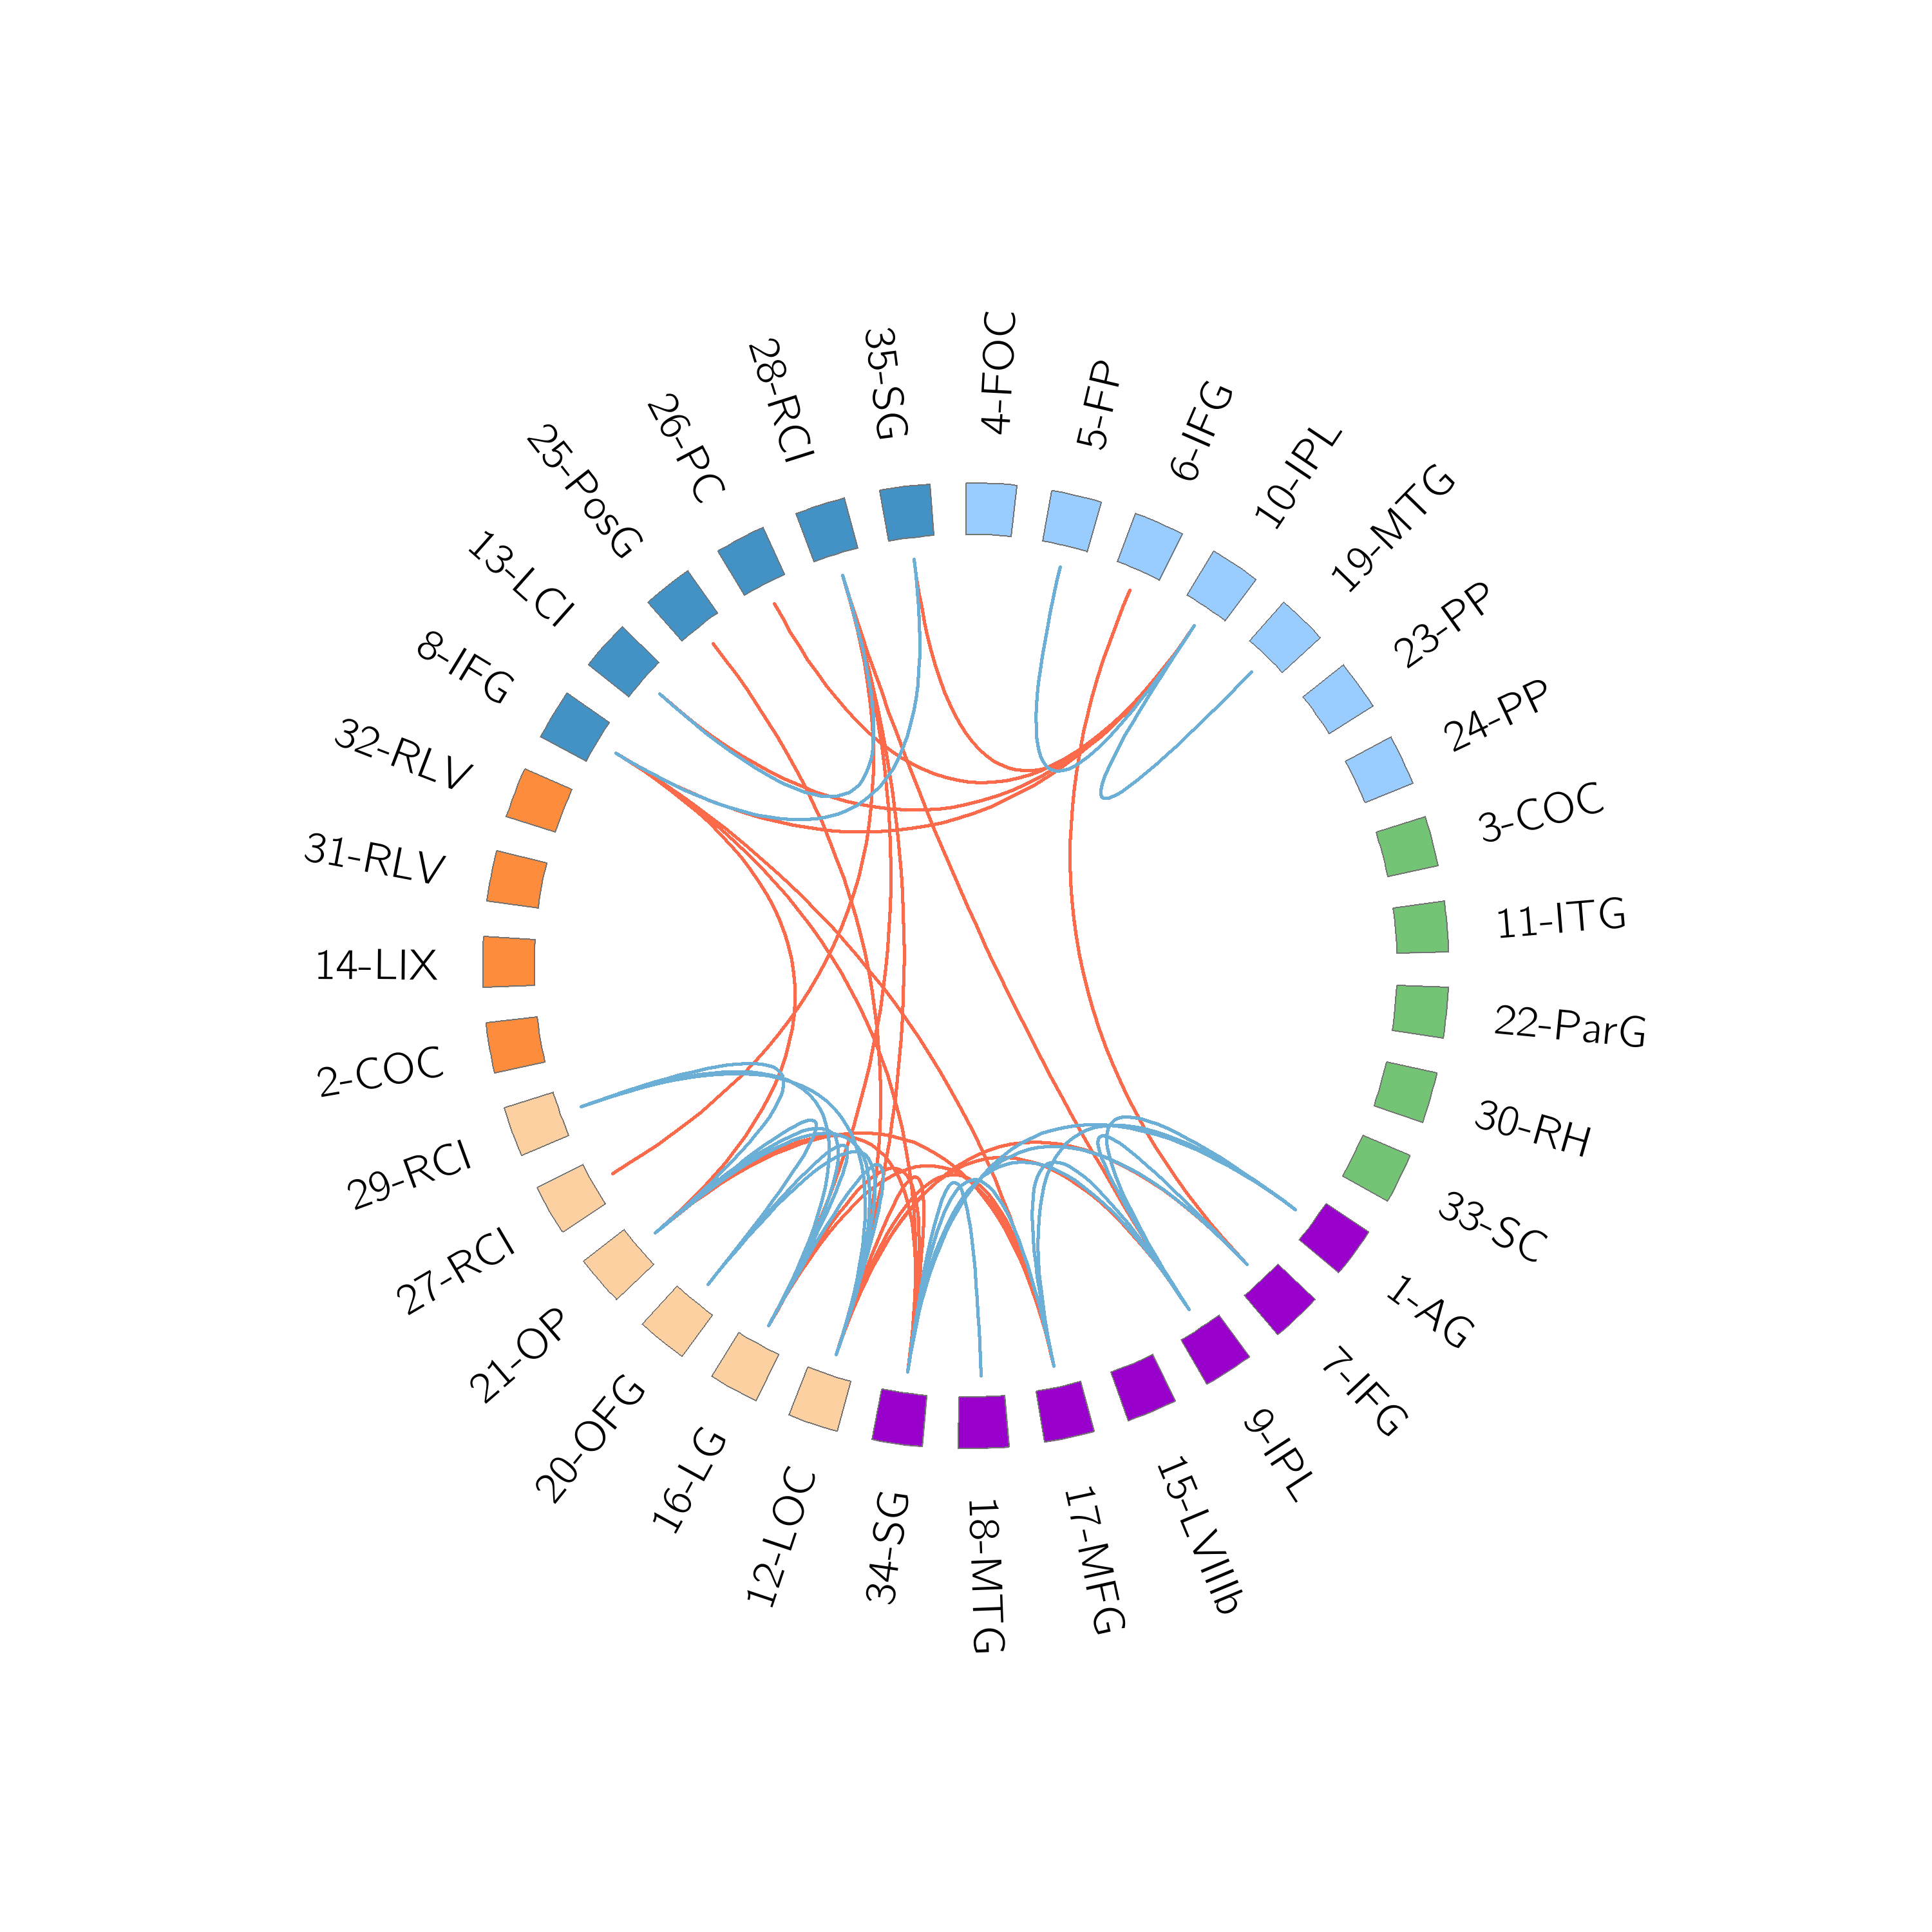 4-FOC
5-FP
6-IFG
10-IPL
19-MTG
23-PP
24-PP
3-COC
11-ITG
22-ParG
30-RH
33-SC
1-AG
7-IFG
9-IPL
15-LVIIIb
17-MFG
18-MTG
34-SG
12-LOC
16-LG
20-OFG
21-OP
27-RCI
29-RCI
2-COC
14-LIX
31-RLV
32-RLV
8-IFG
13-LCI
25-PosG
26-PC
28-RCI
35-SG